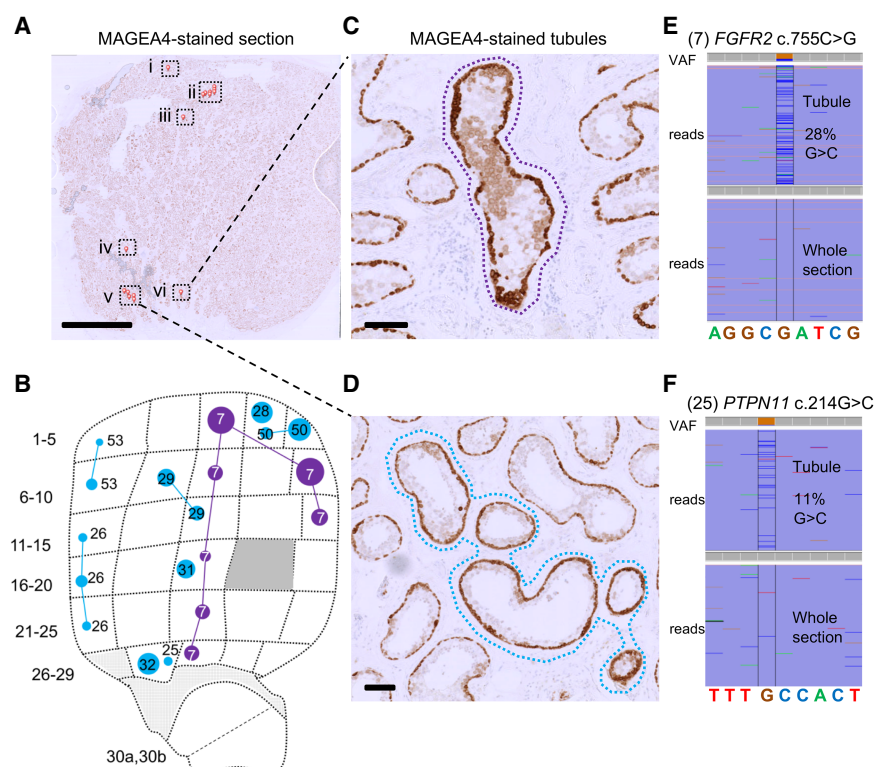 A
MAGEA4-stained section
i
ii
iii
iv
v
vi
B
1-5
6-10
11-15
16-20
21-25
26-29
30a,30b
53
53
26
26
26
29
29
31
32
25
7
7
7
7
7
7
7
28
50
50
C
MAGEA4-stained tubules
D
E
(7) FGFR2 c.755C>G
VAF
reads
Tubule
28%
G>C
reads
Whole
section
AGGCGATCG
F
(25) PTPN11 c.214G>C
VAF
reads
Tubule
11%
G>C
reads
Whole
section
TTTGCCACT